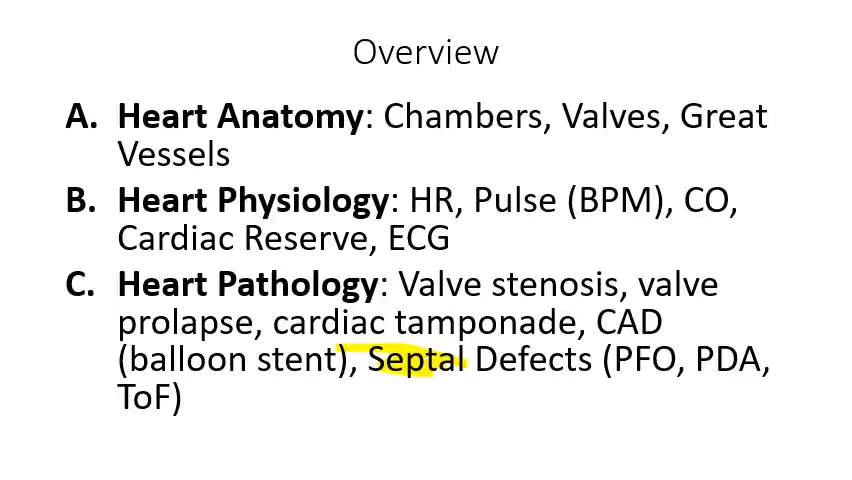 Overview
A. Heart Anatomy: Chambers, Valves, Great
Vessels
B. Heart Physiology: HR, Pulse (BPM), CO,
Cardiac Reserve, ECG
C. Heart Pathology: Valve stenosis, valve
prolapse, cardiac tamponade, CAD
(balloon stent), Septal Defects (PFO, PDA,
ToF)